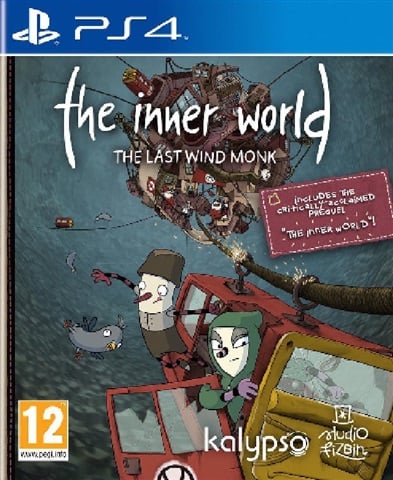 PS4
the inner world
THE LAST WIND MONK
INCLUDES THE
CRITICALLY-ACCLAIMED
PREQUEL
"THE INNER WORLD"!
12
www.pegi.info
kalypso
studio
fizbin